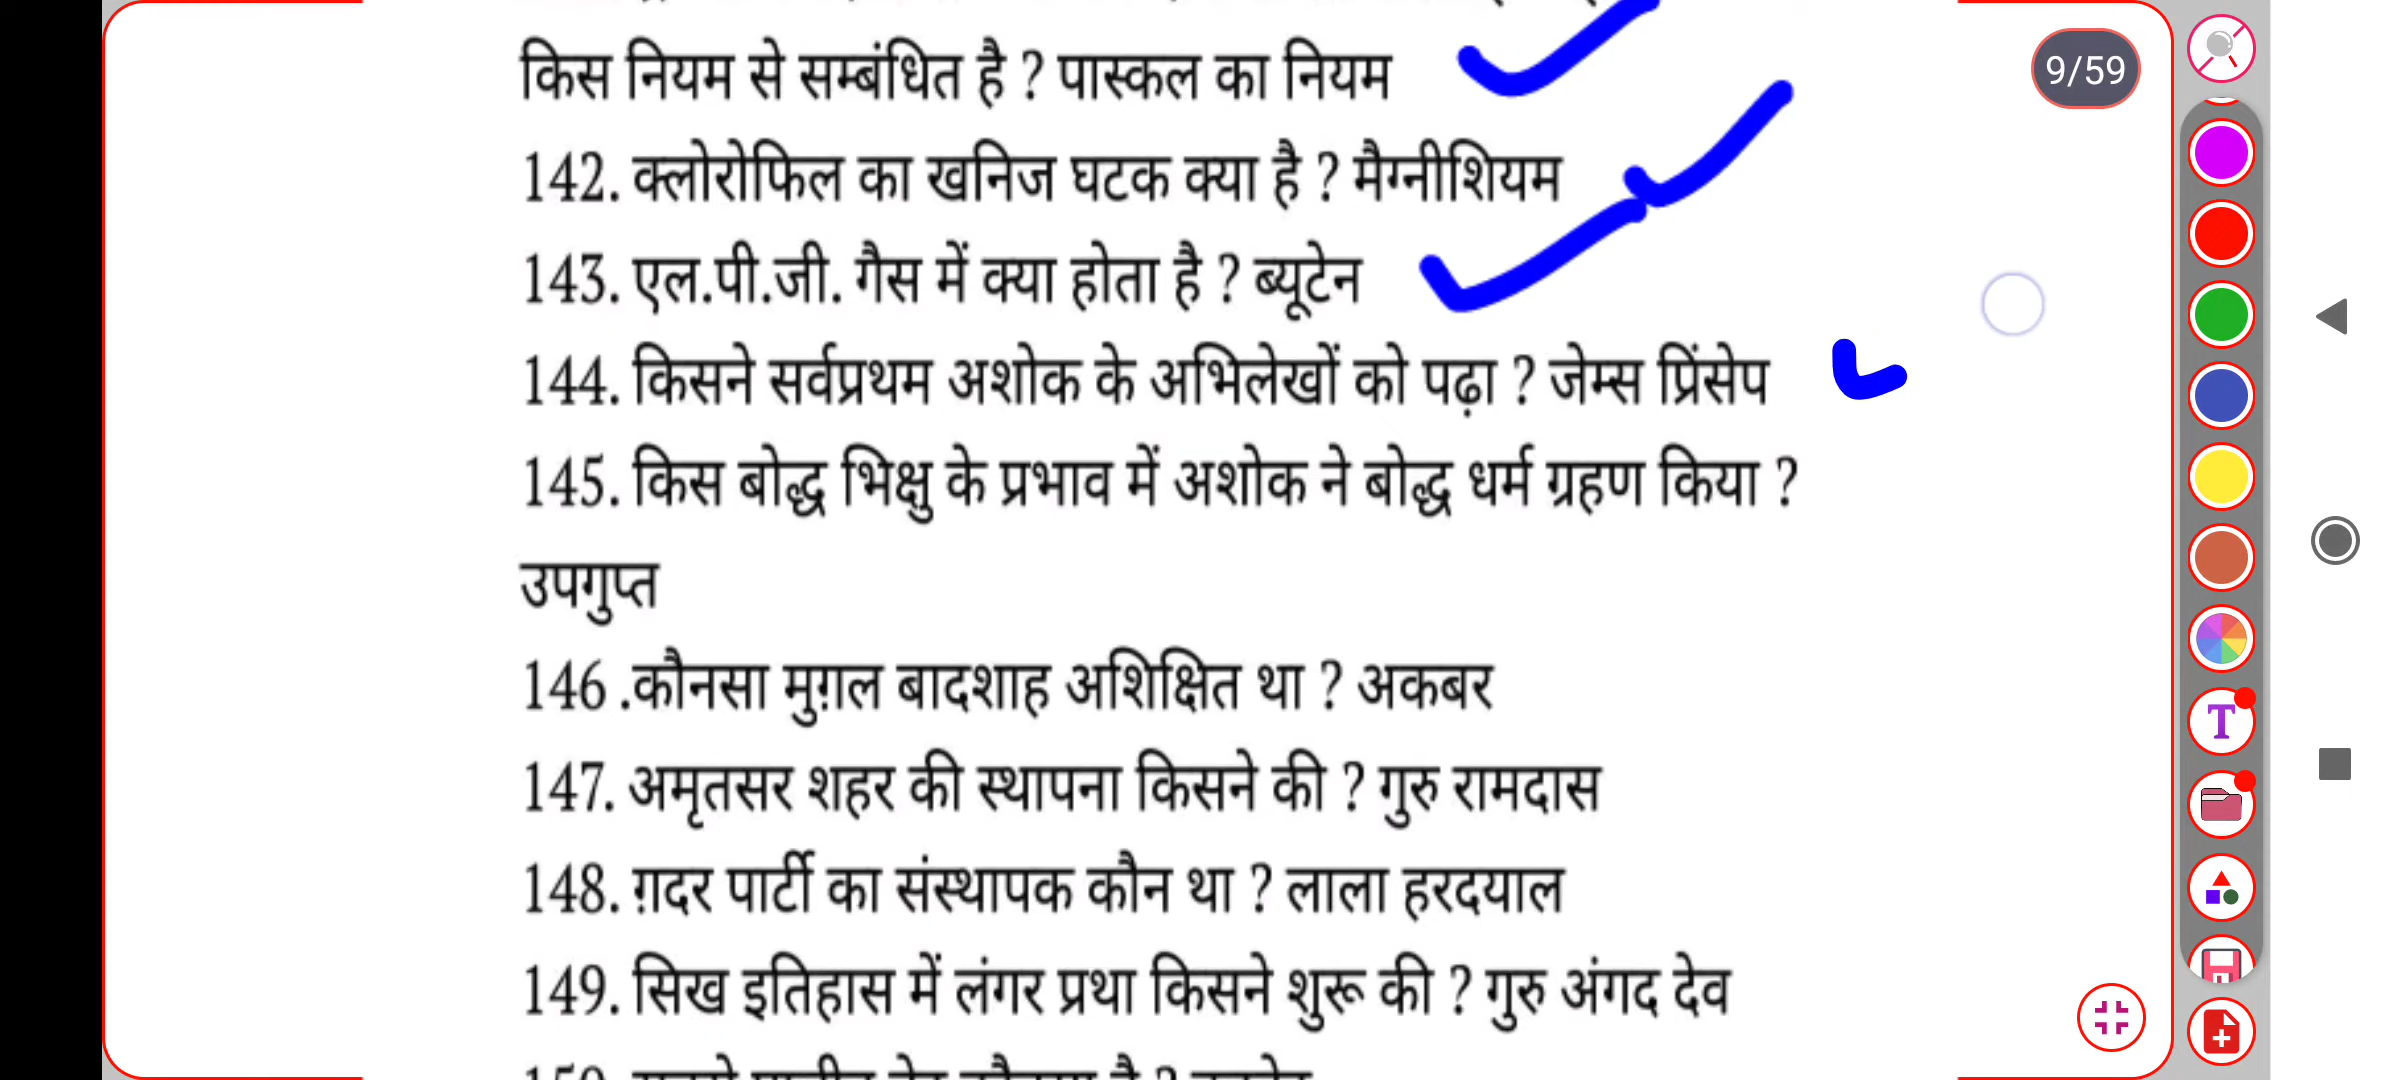 किस नियम से सम्बंधित है ? पास्कल का नियम
9/59
142. क्लोरोफिल का खनिज घटक क्या है ? मैग्नीशियम
143. एल.पी.जी. गैस में क्या होता है ? ब्यूटेन
144. किसने सर्वप्रथम अशोक के अभिलेखों को पढ़ा ? जेम्स प्रिंसेप
145. किस बोद्ध भिक्षु के प्रभाव में अशोक ने बोद्ध धर्म ग्रहण किया ?
उपगुप्त
146 .कौनसा मुग़ल बादशाह अशिक्षित था ? अकबर
T
147. अमृतसर शहर की स्थापना किसने की ? गुरु रामदास
148. ग़दर पार्टी का संस्थापक कौन था ? लाला हरदयाल
149. सिख इतिहास में लंगर प्रथा किसने शुरू की ? गुरु अंगद देव